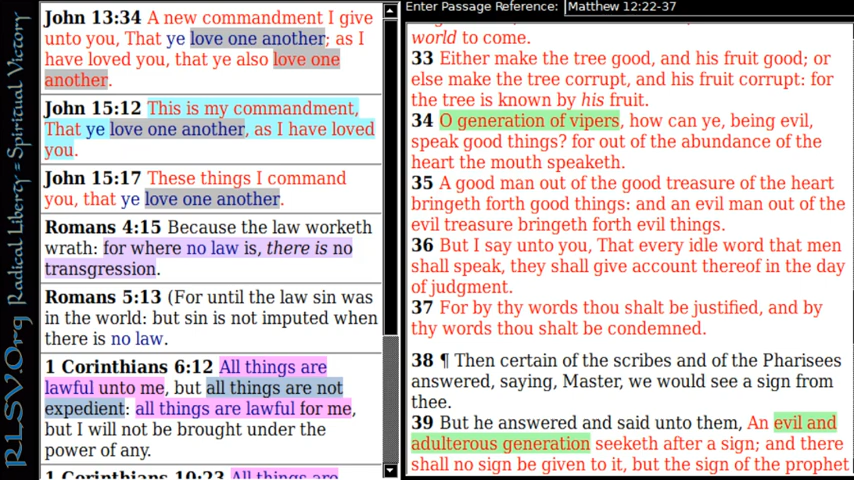 RLSV.Org Radical Liberty = Spiritual Victory
John 13:34 A new commandment I give
unto you, That ye love one another; as I
have loved you, that ye also love one
another.
John 15:12 This is my commandment,
That ye love one another, as I have loved
you.
John 15:17 These things I command
you, that ye love one another.
Romans 4:15 Because the law worketh
wrath: for where no law is, there is no
transgression.
Romans 5:13 (For until the law sin was
in the world: but sin is not imputed when
there is no law.
1 Corinthians 6:12 All things are
lawful unto me, but all things are not
expedient: all things are lawful for me,
but I will not be brought under the
power of any.
1 Corinthians 10:23 All things are
Enter Passage Reference: Matthew 12:22-37
world to come.
33 Either make the tree good, and his fruit good; or
else make the tree corrupt, and his fruit corrupt: for
the tree is known by his fruit.
34 O generation of vipers, how can ye, being evil,
speak good things? for out of the abundance of the
heart the mouth speaketh.
35 A good man out of the good treasure of the heart
bringeth forth good things: and an evil man out of the
evil treasure bringeth forth evil things.
36 But I say unto you, That every idle word that men
shall speak, they shall give account thereof in the day
of judgment.
37 For by thy words thou shalt be justified, and by
thy words thou shalt be condemned.
38 ¶ Then certain of the scribes and of the Pharisees
answered, saying, Master, we would see a sign from
thee.
39 But he answered and said unto them, An evil and
adulterous generation seeketh after a sign; and there
shall no sign be given to it, but the sign of the prophet